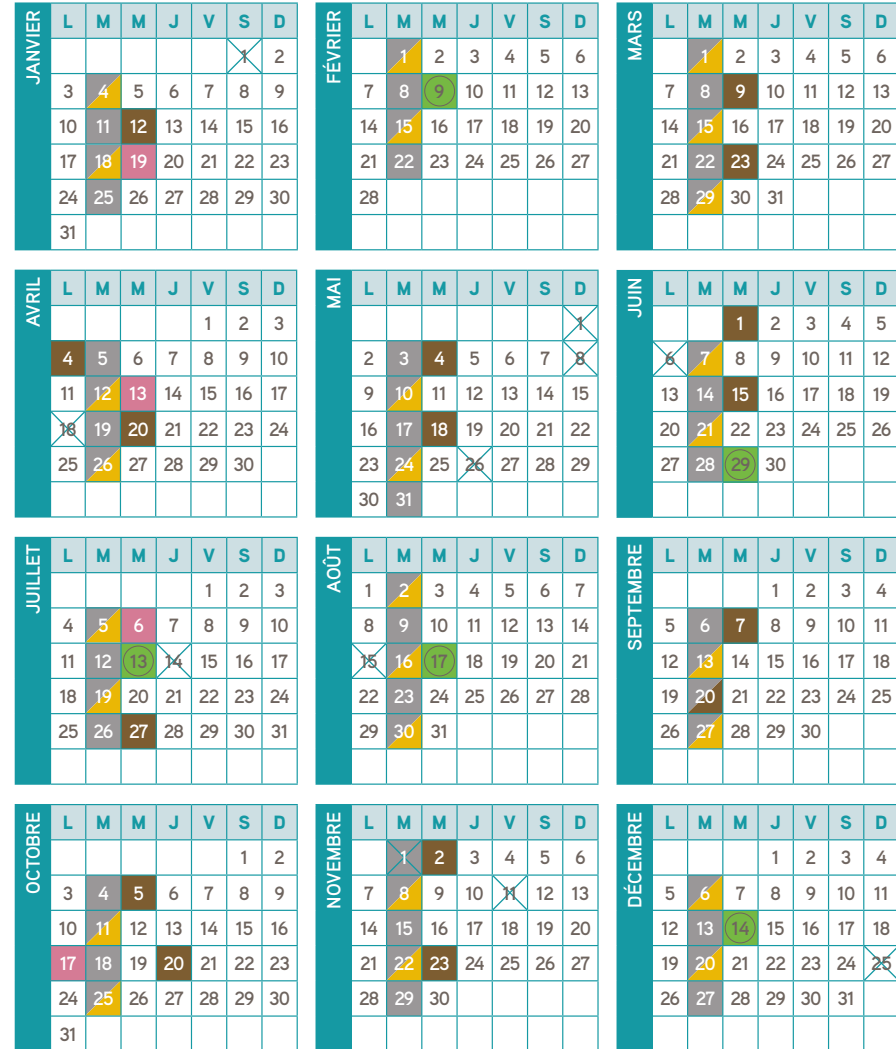 JANVIER
L M M J V S D
1 2
3 4 5 6 7 8 9
10 11 12 13 14 15 16
17 18 19 20 21 22 23
24 25 26 27 28 29 30
31
FÉVRIER
L M M J V S D
1 2 3 4 5 6
7 8 9 10 11 12 13
14 15 16 17 18 19 20
21 22 23 24 25 26 27
28
MARS
L M M J V S D
1 2 3 4 5 6
7 8 9 10 11 12 13
14 15 16 17 18 19 20
21 22 23 24 25 26 27
28 29 30 31
AVRIL
L M M J V S D
1 2 3
4 5 6 7 8 9 10
11 12 13 14 15 16 17
18 19 20 21 22 23 24
25 26 27 28 29 30
MAI
L M M J V S D
1
2 3 4 5 6 7 8
9 10 11 12 13 14 15
16 17 18 19 20 21 22
23 24 25 26 27 28 29
30 31
JUIN
L M M J V S D
1 2 3 4 5
6 7 8 9 10 11 12
13 14 15 16 17 18 19
20 21 22 23 24 25 26
27 28 29 30
JUILLET
L M M J V S D
1 2 3
4 5 6 7 8 9 10
11 12 13 14 15 16 17
18 19 20 21 22 23 24
25 26 27 28 29 30 31
AOÛT
L M M J V S D
1 2 3 4 5 6 7
8 9 10 11 12 13 14
15 16 17 18 19 20 21
22 23 24 25 26 27 28
29 30 31
SEPTEMBRE
L M M J V S D
1 2 3 4
5 6 7 8 9 10 11
12 13 14 15 16 17 18
19 20 21 22 23 24 25
26 27 28 29 30
OCTOBRE
L M M J V S D
1 2
3 4 5 6 7 8 9
10 11 12 13 14 15 16
17 18 19 20 21 22 23
24 25 26 27 28 29 30
31
NOVEMBRE
L M M J V S D
1 2 3 4 5 6
7 8 9 10 11 12 13
14 15 16 17 18 19 20
21 22 23 24 25 26 27
28 29 30
DÉCEMBRE
L M M J V S D
1 2 3 4
5 6 7 8 9 10 11
12 13 14 15 16 17 18
19 20 21 22 23 24 25
26 27 28 29 30 31